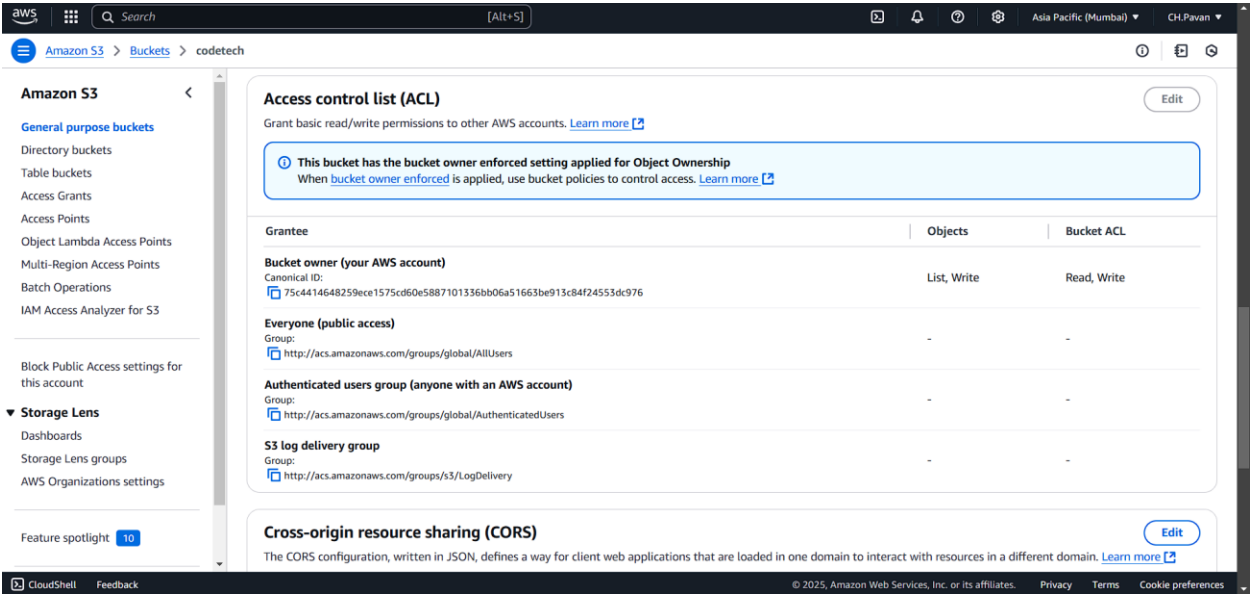 aws
Search [Alt+S]
Asia Pacific (Mumbai) ▼ CH.Pavan ▼
Amazon S3 > Buckets > codetech
Amazon S3
General purpose buckets
Directory buckets
Table buckets
Access Grants
Access Points
Object Lambda Access Points
Multi-Region Access Points
Batch Operations
IAM Access Analyzer for S3
Block Public Access settings for
this account
▼ Storage Lens
Dashboards
Storage Lens groups
AWS Organizations settings
Feature spotlight 10
Access control list (ACL)
Edit
Grant basic read/write permissions to other AWS accounts. Learn more
This bucket has the bucket owner enforced setting applied for Object Ownership
When bucket owner enforced is applied, use bucket policies to control access. Learn more
Grantee Objects Bucket ACL
Bucket owner (your AWS account)
Canonical ID:
75c4414648259ece1575cd60e5887101336bb06a51663be913c84f24553dc976
List, Write Read, Write
Everyone (public access)
Group:
http://acs.amazonaws.com/groups/global/AllUsers
- -
Authenticated users group (anyone with an AWS account)
Group:
http://acs.amazonaws.com/groups/global/AuthenticatedUsers
- -
S3 log delivery group
Group:
http://acs.amazonaws.com/groups/s3/LogDelivery
- -
Cross-origin resource sharing (CORS)
Edit
The CORS configuration, written in JSON, defines a way for client web applications that are loaded in one domain to interact with resources in a different domain. Learn more
CloudShell Feedback © 2025, Amazon Web Services, Inc. or its affiliates. Privacy Terms Cookie preferences